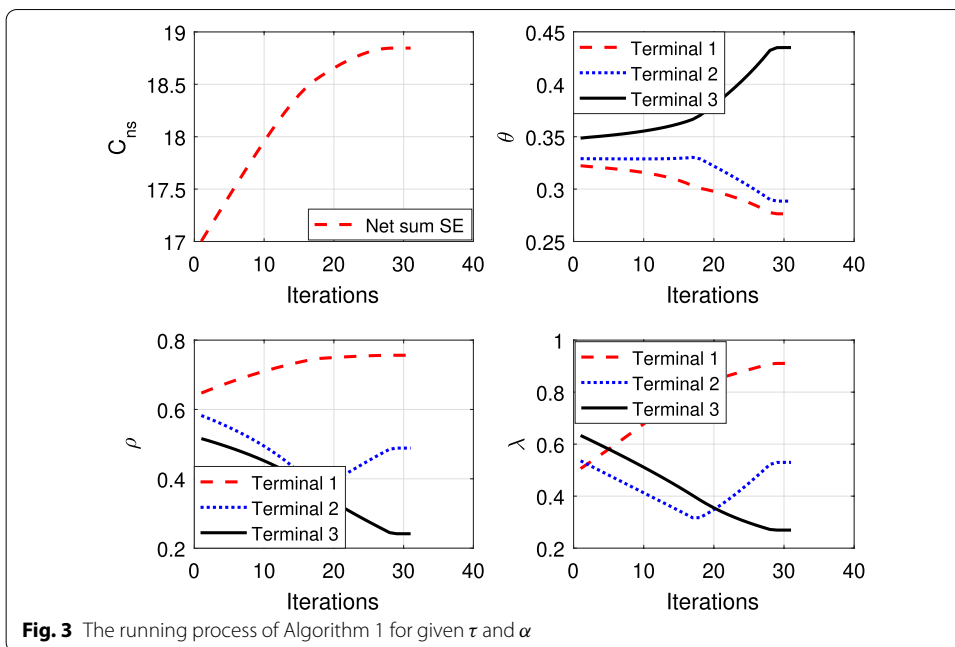 19
18.5
18
17.5
17
C_ns
Net sum SE
0 10 20 30 40
Iterations
0.45
0.4
0.35
0.3
0.25
θ
Terminal 1
Terminal 2
Terminal 3
0 10 20 30 40
Iterations
0.8
0.6
0.4
0.2
ρ
Terminal 1
Terminal 2
Terminal 3
0 10 20 30 40
Iterations
1
0.8
0.6
0.4
0.2
λ
Terminal 1
Terminal 2
Terminal 3
0 10 20 30 40
Iterations
Fig. 3 The running process of Algorithm 1 for given τ and α